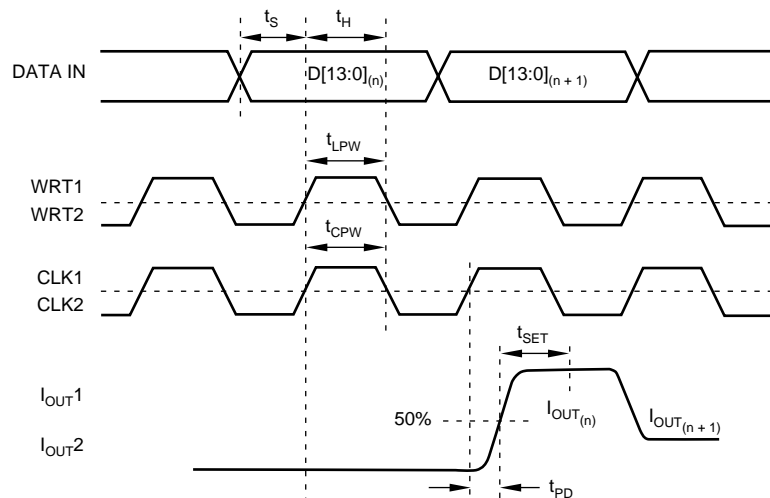 tS tH
DATA IN D[13:0](n) D[13:0](n + 1)
tLPW
WRT1
WRT2
tCPW
CLK1
CLK2
tSET
IOUT1
50% IOUT(n) IOUT(n + 1)
IOUT2
tPD